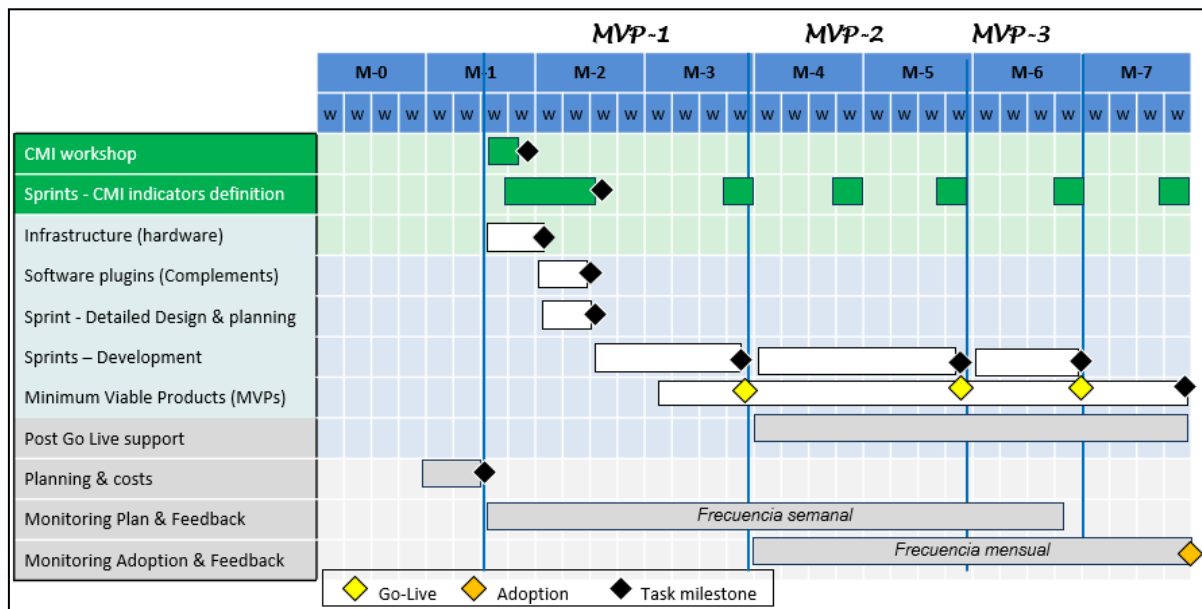 MVP-1 MVP-2 MVP-3
M-0 M-1 M-2 M-3 M-4 M-5 M-6 M-7
w w w w w w w w w w w w w w w w w w w w w w w w w w w w w w w w
CMI workshop
Sprints - CMI indicators definition
Infrastructure (hardware)
Software plugins (Complements)
Sprint - Detailed Design & planning
Sprints – Development
Minimum Viable Products (MVPs)
Post Go Live support
Planning & costs
Monitoring Plan & Feedback Frecuencia semanal
Monitoring Adoption & Feedback Frecuencia mensual
Go-Live Adoption Task milestone